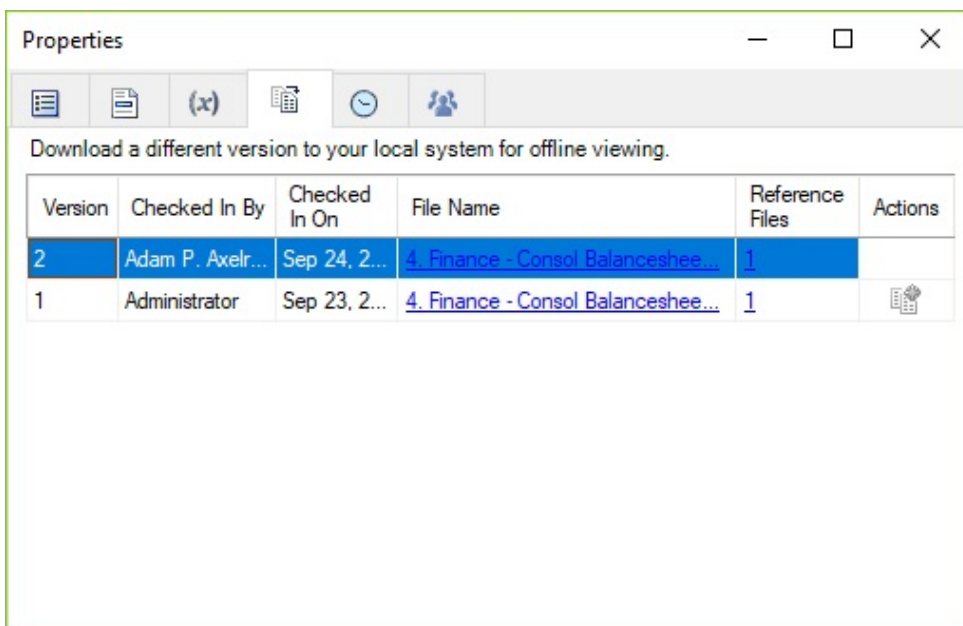 Properties
(x)
Download a different version to your local system for offline viewing.
Version Checked In By Checked In On File Name Reference Files Actions
2 Adam P. Axelr... Sep 24, 2... 4. Finance - Consol Balanceshee... 1
1 Administrator Sep 23, 2... 4. Finance - Consol Balanceshee... 1